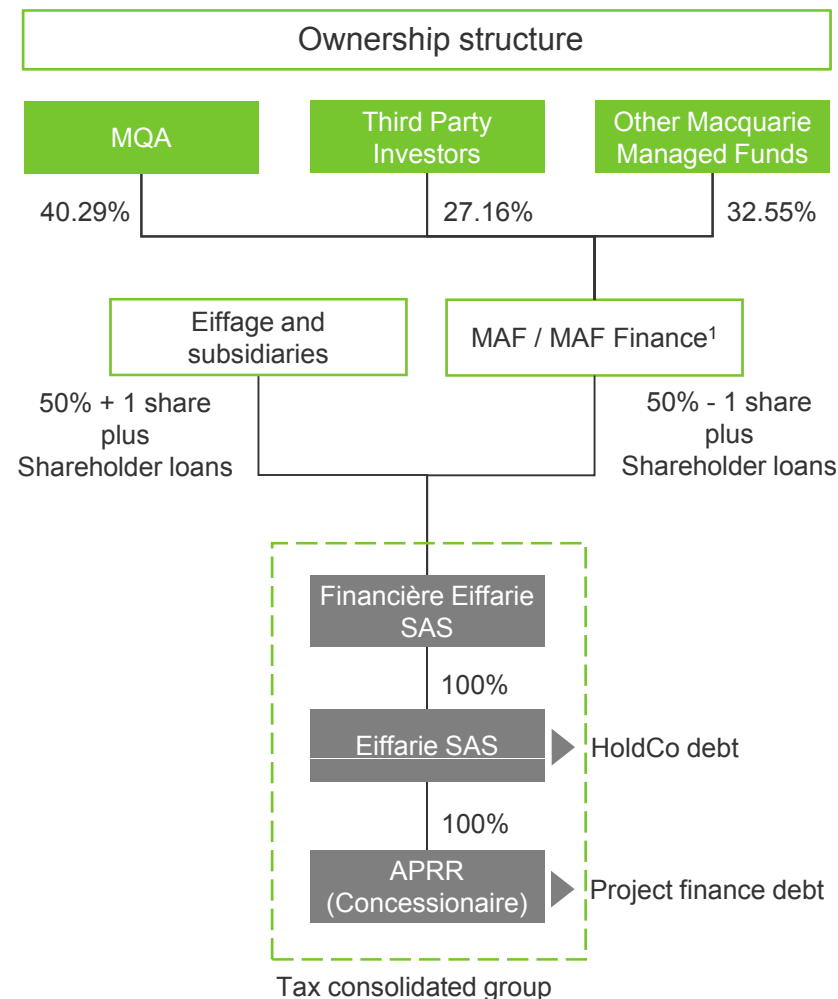 Ownership structure
MQA
Third Party
Investors
Other Macquarie
Managed Funds
40.29%
27.16%
32.55%
Eiffage and
subsidiaries
MAF / MAF Finance¹
50% + 1 share
plus
Shareholder loans
50% - 1 share
plus
Shareholder loans
Financière Eiffarie
SAS
100%
Eiffarie SAS
HoldCo debt
100%
APRR
(Concessionaire)
Project finance debt
Tax consolidated group